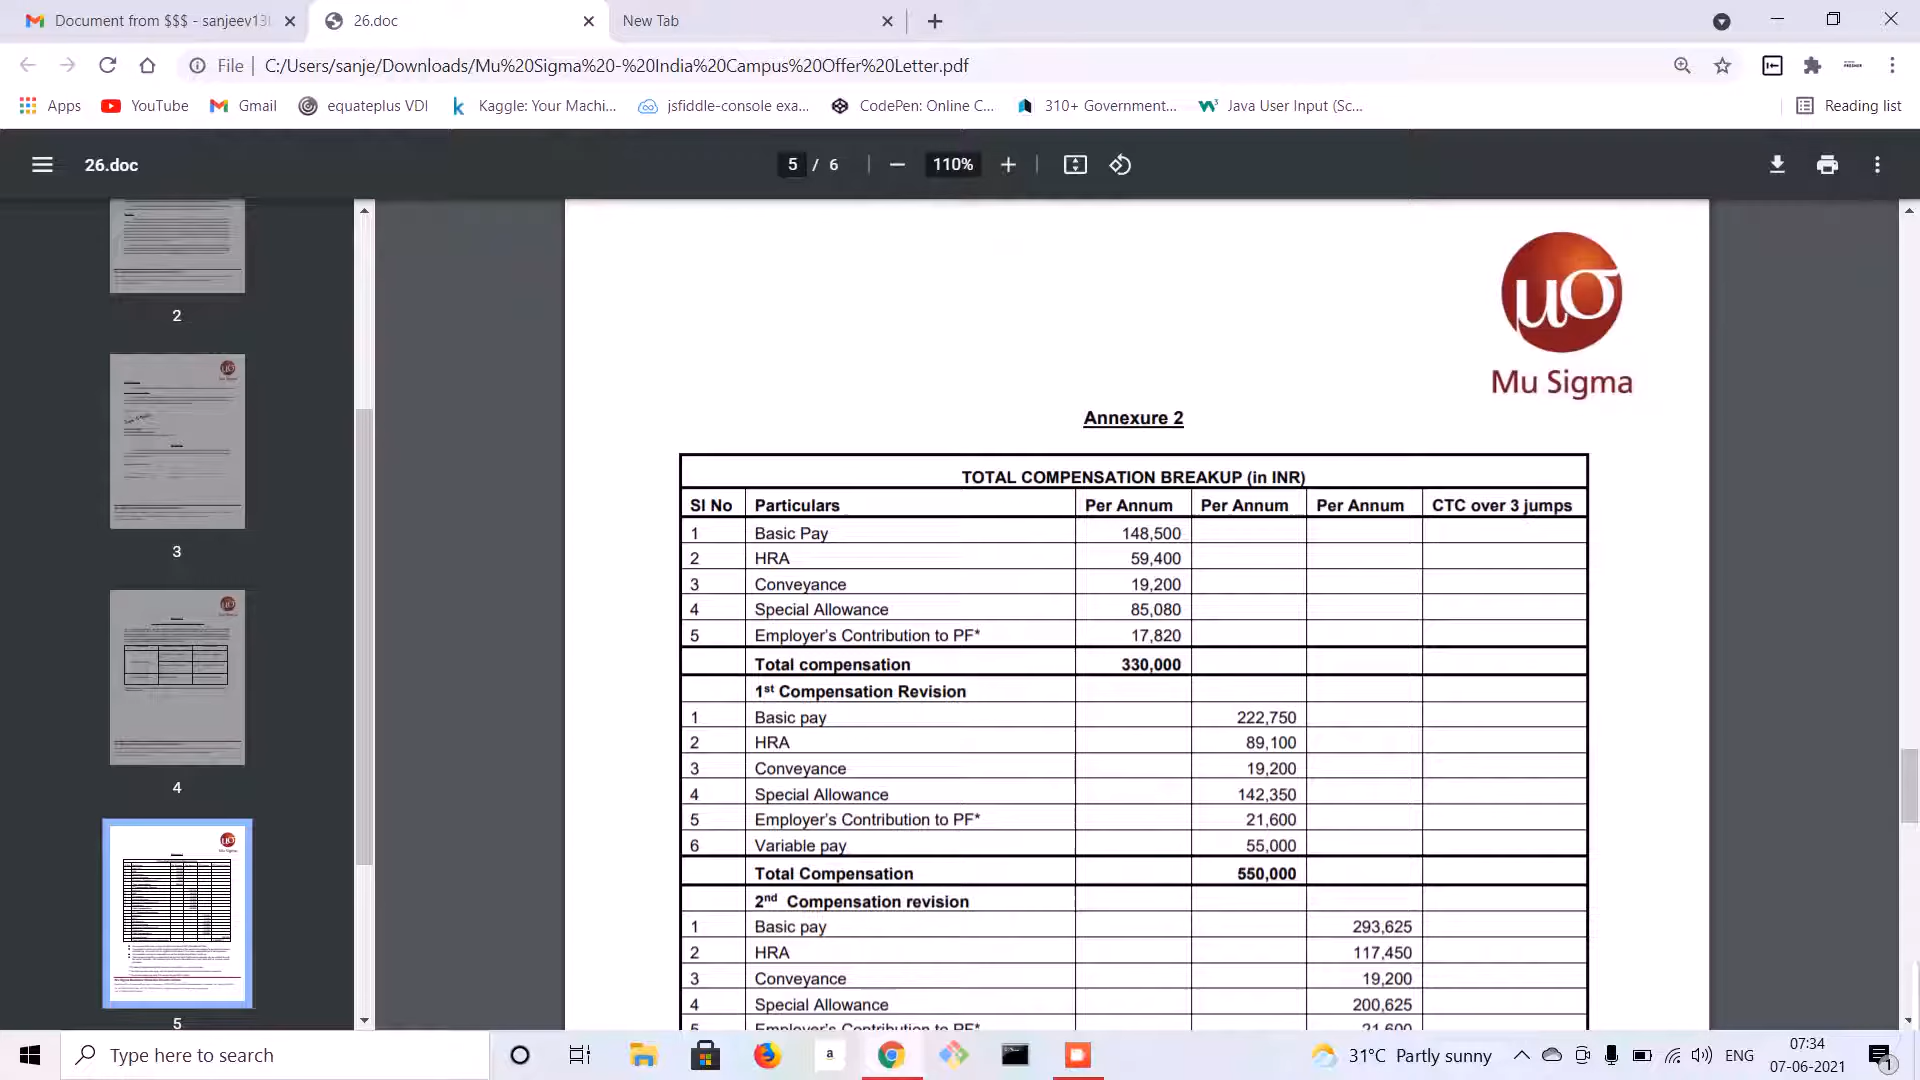 Document from $$$ - sanjeev13
26.doc
New Tab
File
C:/Users/sanje/Downloads/Mu%20Sigma%20-%20India%20Campus%20Offer%20Letter.pdf
Apps
YouTube
Gmail
equateplus VDI
Kaggle: Your Machi...
jsfiddle-console exa...
CodePen: Online C...
310+ Government...
Java User Input (Sc...
Reading list
26.doc
5 / 6
110%
2
3
4
5
μσ
Mu Sigma
Annexure 2
TOTAL COMPENSATION BREAKUP (in INR)
Sl No Particulars Per Annum Per Annum Per Annum CTC over 3 jumps
1 Basic Pay 148,500
2 HRA 59,400
3 Conveyance 19,200
4 Special Allowance 85,080
5 Employer's Contribution to PF* 17,820
Total compensation 330,000
1st Compensation Revision
1 Basic pay 222,750
2 HRA 89,100
3 Conveyance 19,200
4 Special Allowance 142,350
5 Employer's Contribution to PF* 21,600
6 Variable pay 55,000
Total Compensation 550,000
2nd Compensation revision
1 Basic pay 293,625
2 HRA 117,450
3 Conveyance 19,200
4 Special Allowance 200,625
5 Employer's Contribution to PF* 21,600
Type here to search
31°C Partly sunny
ENG
07:34
07-06-2021
1